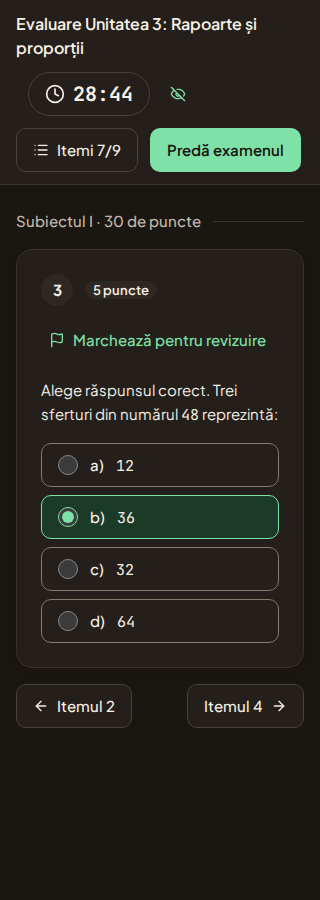 Evaluare Unitatea 3: Rapoarte și
proporții
28:44
Itemi 7/9
Predă examenul
Subiectul I · 30 de puncte
3
5 puncte
Marchează pentru revizuire
Alege răspunsul corect. Trei
sferturi din numărul 48 reprezintă:
a) 12
b) 36
c) 32
d) 64
Itemul 2
Itemul 4